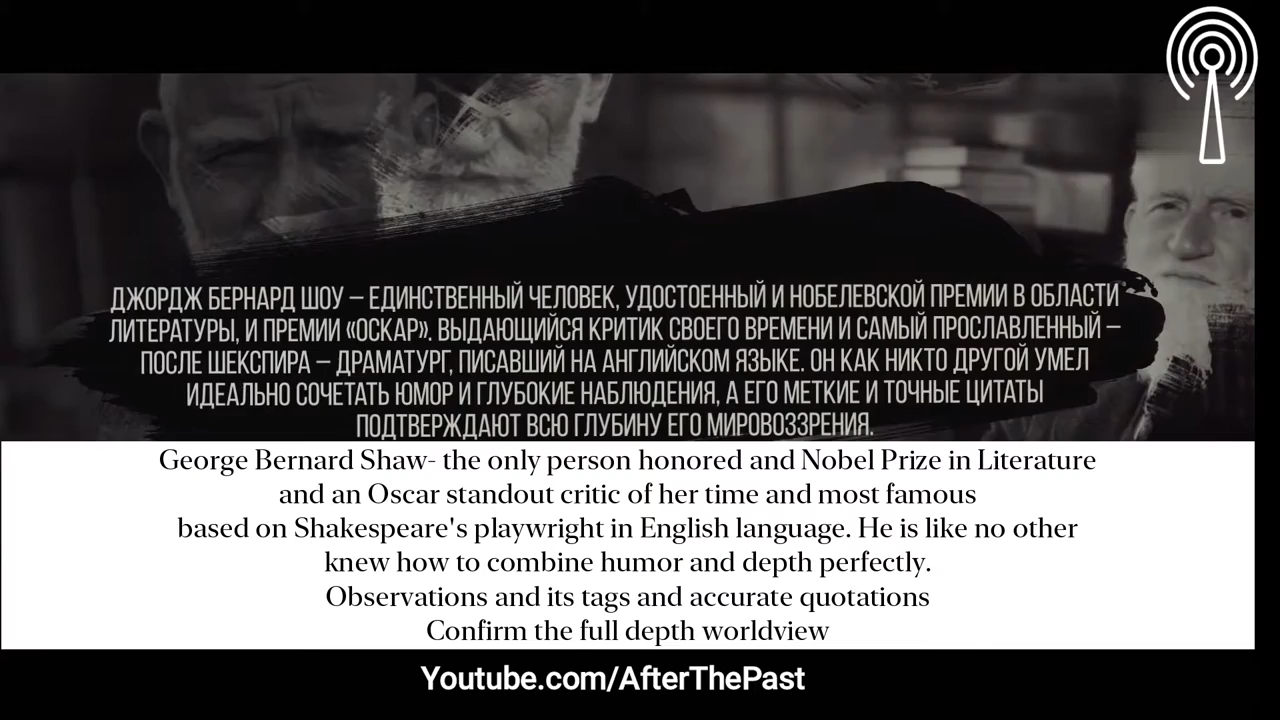 ДЖОРДЖ БЕРНАРД ШОУ – ЕДИНСТВЕННЫЙ ЧЕЛОВЕК, УДОСТОЕННЫЙ И НОБЕЛЕВСКОЙ ПРЕМИИ В ОБЛАСТИ
ЛИТЕРАТУРЫ, И ПРЕМИИ «ОСКАР». ВЫДАЮЩИЙСЯ КРИТИК СВОЕГО ВРЕМЕНИ И САМЫЙ ПРОСЛАВЛЕННЫЙ –
ПОСЛЕ ШЕКСПИРА – ДРАМАТУРГ, ПИСАВШИЙ НА АНГЛИЙСКОМ ЯЗЫКЕ. ОН КАК НИКТО ДРУГОЙ УМЕЛ
ИДЕАЛЬНО СОЧЕТАТЬ ЮМОР И ГЛУБОКИЕ НАБЛЮДЕНИЯ, А ЕГО МЕТКИЕ И ТОЧНЫЕ ЦИТАТЫ
ПОДТВЕРЖДАЮТ ВСЮ ГЛУБИНУ ЕГО МИРОВОЗЗРЕНИЯ.
George Bernard Shaw- the only person honored and Nobel Prize in Literature
and an Oscar standout critic of her time and most famous
based on Shakespeare's playwright in English language. He is like no other
knew how to combine humor and depth perfectly.
Observations and its tags and accurate quotations
Confirm the full depth worldview
Youtube.com/AfterThePast